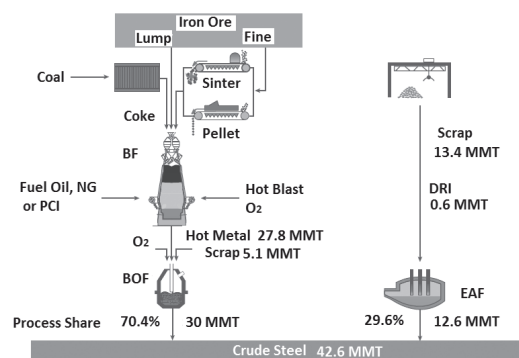 Iron Ore
Lump
Fine
Coal
Sinter
Coke
Pellet
BF
Scrap
13.4 MMT
Fuel Oil, NG
or PCI
Hot Blast
O2
DRI
0.6 MMT
O2
Hot Metal 27.8 MMT
Scrap 5.1 MMT
BOF
EAF
Process Share
70.4%
30 MMT
29.6%
12.6 MMT
Crude Steel 42.6 MMT